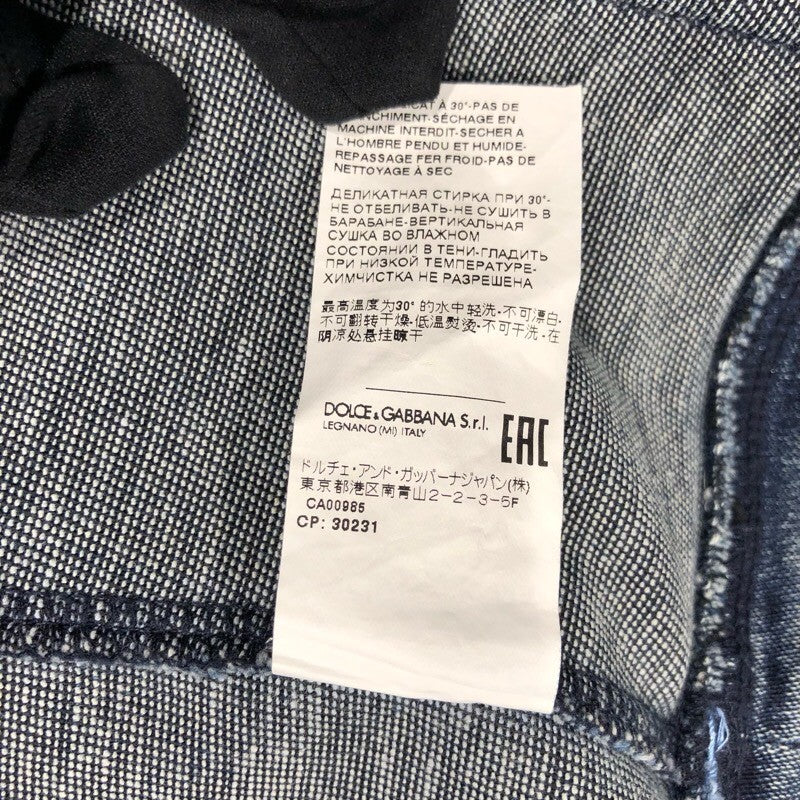 À 30°-PAS DE
SÉCHAGE EN
MACHINE INTERDIT-SECHER A
L'HOMBRE PENDU ET HUMIDE-
REPASSAGE FER FROID-PAS DE
NETTOYAGE À SEC
ДЕЛИКАТНАЯ СТИРКА ПРИ 30°-
НЕ ОТБЕЛИВАТЬ-НЕ СУШИТЬ В
БАРАБАНЕ-ВЕРТИКАЛЬНАЯ
СУШКА ВО ВЛАЖНОМ
СОСТОЯНИИ В ТЕНИ-ГЛАДИТЬ
ПРИ НИЗКОЙ ТЕМПЕРАТУРЕ-
ХИМЧИСТКА НЕ РАЗРЕШЕНА
最高温度为30°的水中轻洗-不可漂白-
不可翻转干燥-低温熨烫-不可干洗-在
阴凉处悬挂晾干
DOLCE & GABBANA S.r.l.
LEGNANO (MI) ITALY
EAC
ドルチェ・アンド・ガッバーナジャパン(株)
東京都港区南青山2-2-3-5F
CA00985
CP: 30231